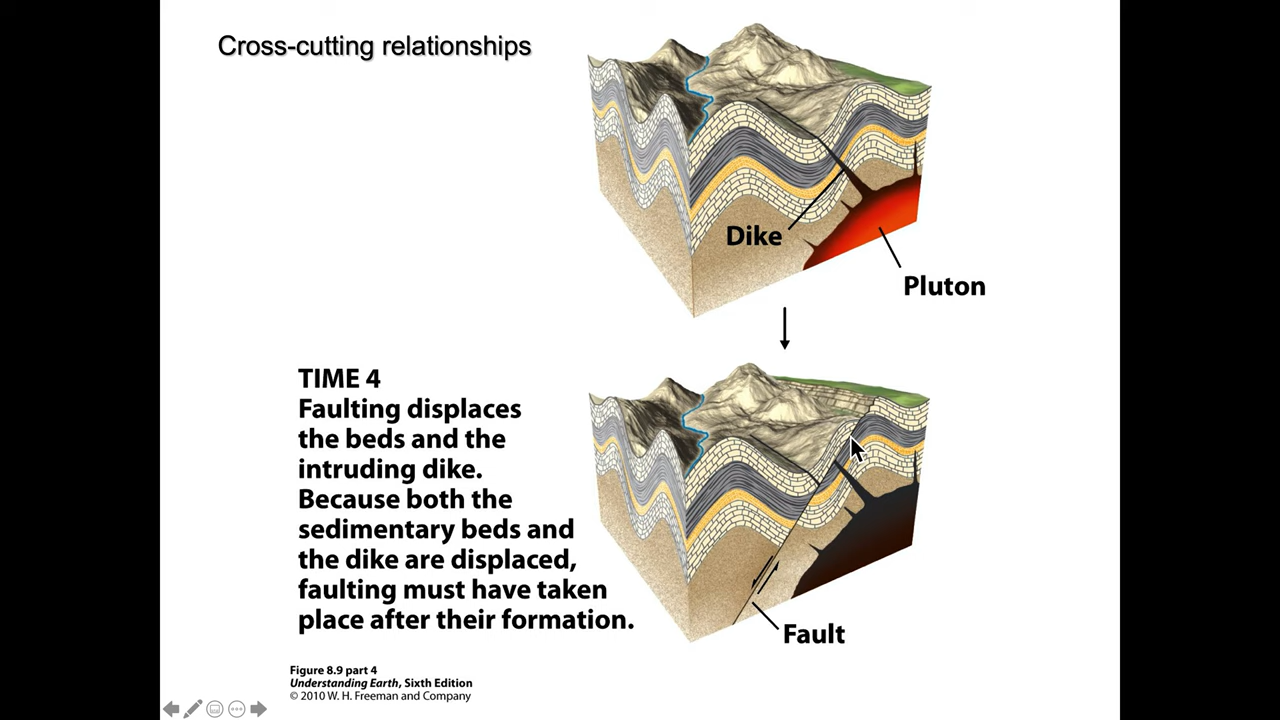 Cross-cutting relationships
Dike
Pluton
TIME 4
Faulting displaces
the beds and the
intruding dike.
Because both the
sedimentary beds and
the dike are displaced,
faulting must have taken
place after their formation.
Fault
Figure 8.9 part 4
Understanding Earth, Sixth Edition
© 2010 W. H. Freeman and Company